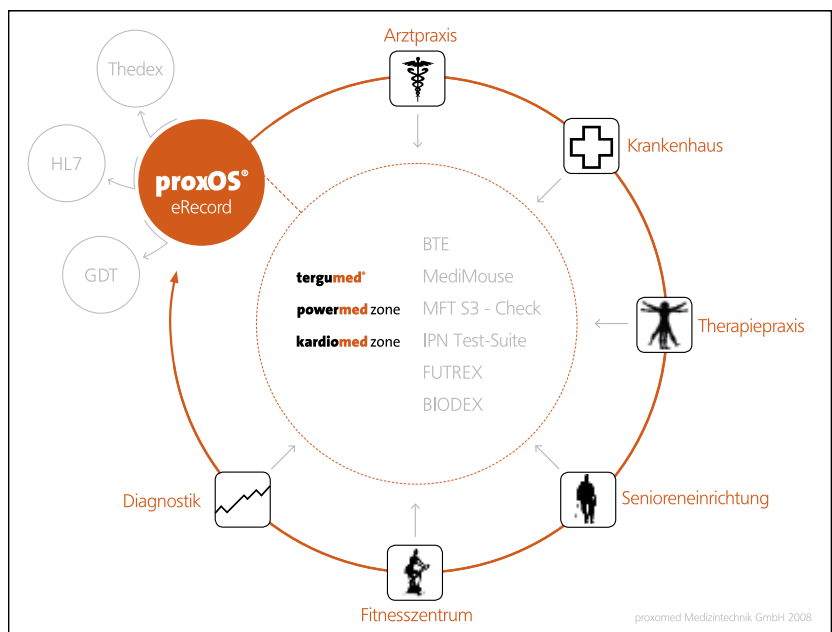 Arztpraxis
Thedex
Krankenhaus
HL7
proxOS®
eRecord
GDT
BTE
tergumed®
MediMouse
powermed zone
MFT S3 - Check
Therapiepraxis
kardiomed zone
IPN Test-Suite
FUTREX
BIODEX
Diagnostik
Senioreneinrichtung
Fitnesszentrum
proxomed Medizintechnik GmbH 2008